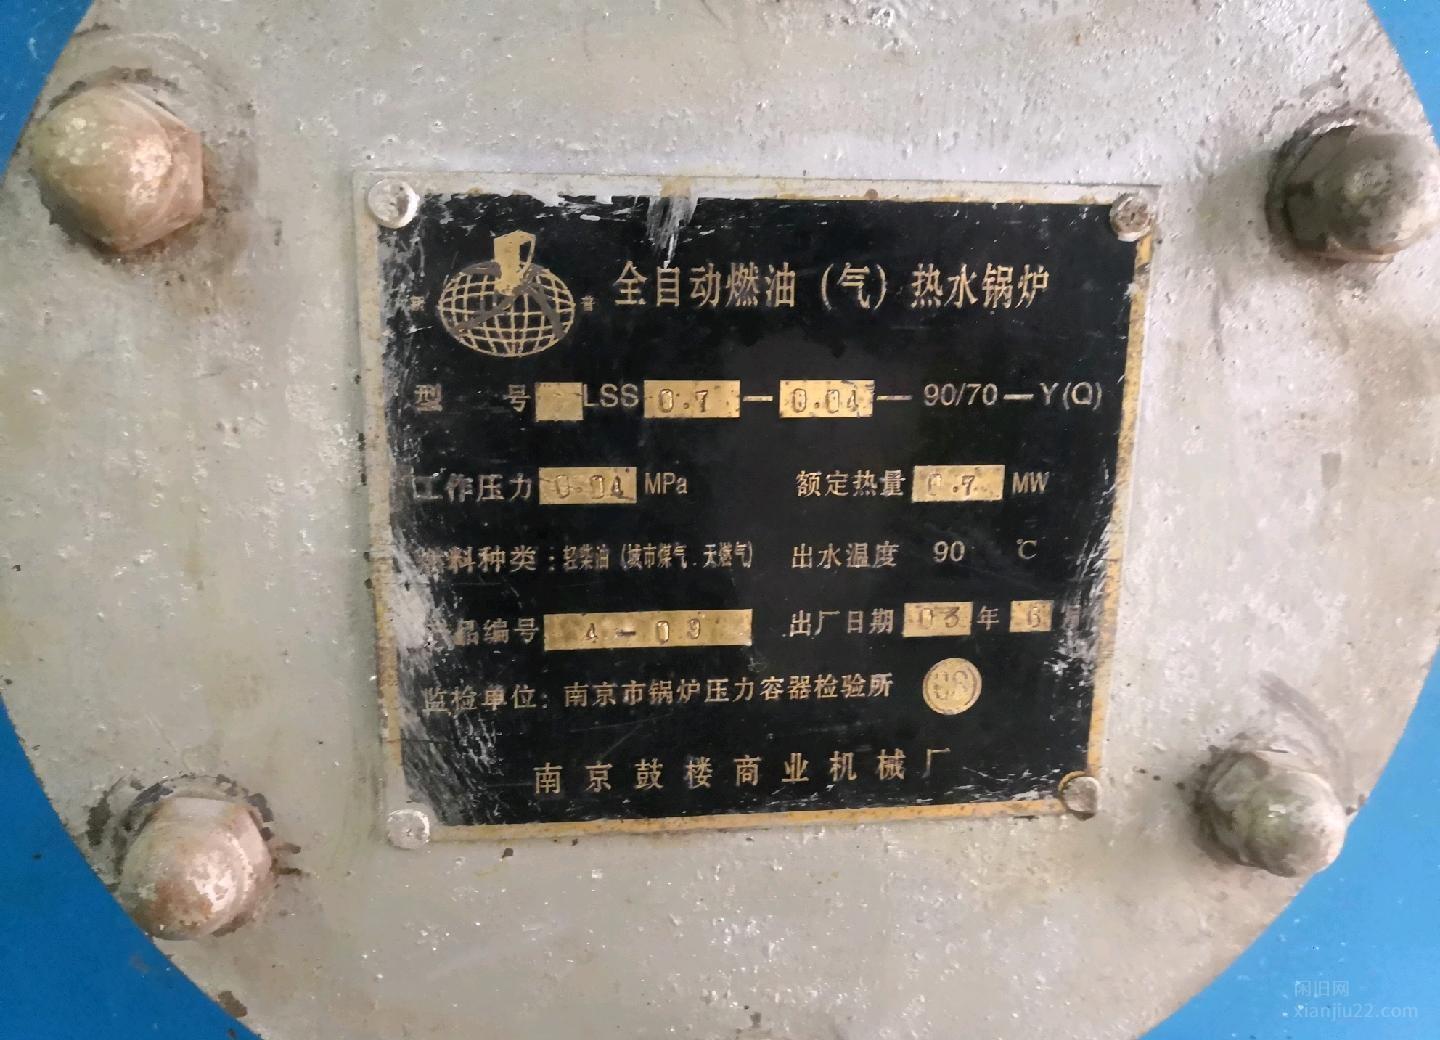 全自动燃油（气）热水锅炉
型 号 LSS 0.7 — 0.04 — 90/70 — Y(Q)
工作压力 0.04 MPa 额定热量 0.7 MW
料种类：轻柴油（城市煤气．天燃气） 出水温度 90 ℃
品编号 4-09 出厂日期 03 年 6 月
监检单位：南京市锅炉压力容器检验所
南京鼓楼商业机械厂
闲旧网
xianjiu22.com